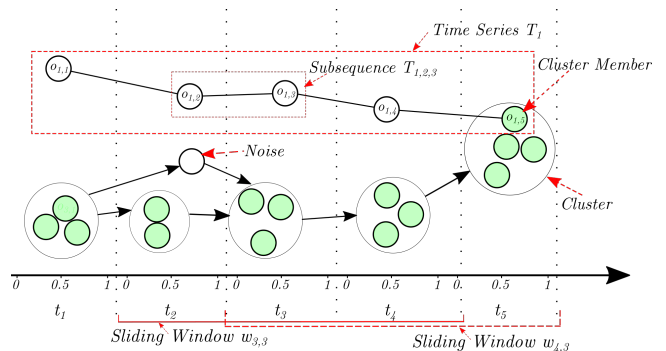 Time Series T1
o1,1
Subsequence T1,2,3
Cluster Member
o1,2
o1,3
o1,4
o1,5
Noise
Cluster
0 0.5 1 0 0.5 1 0 0.5 1 0 0.5 1 0. 0.5 1
t1 t2 t3 t4 t5
Sliding Window w3,3
Sliding Window w4,3